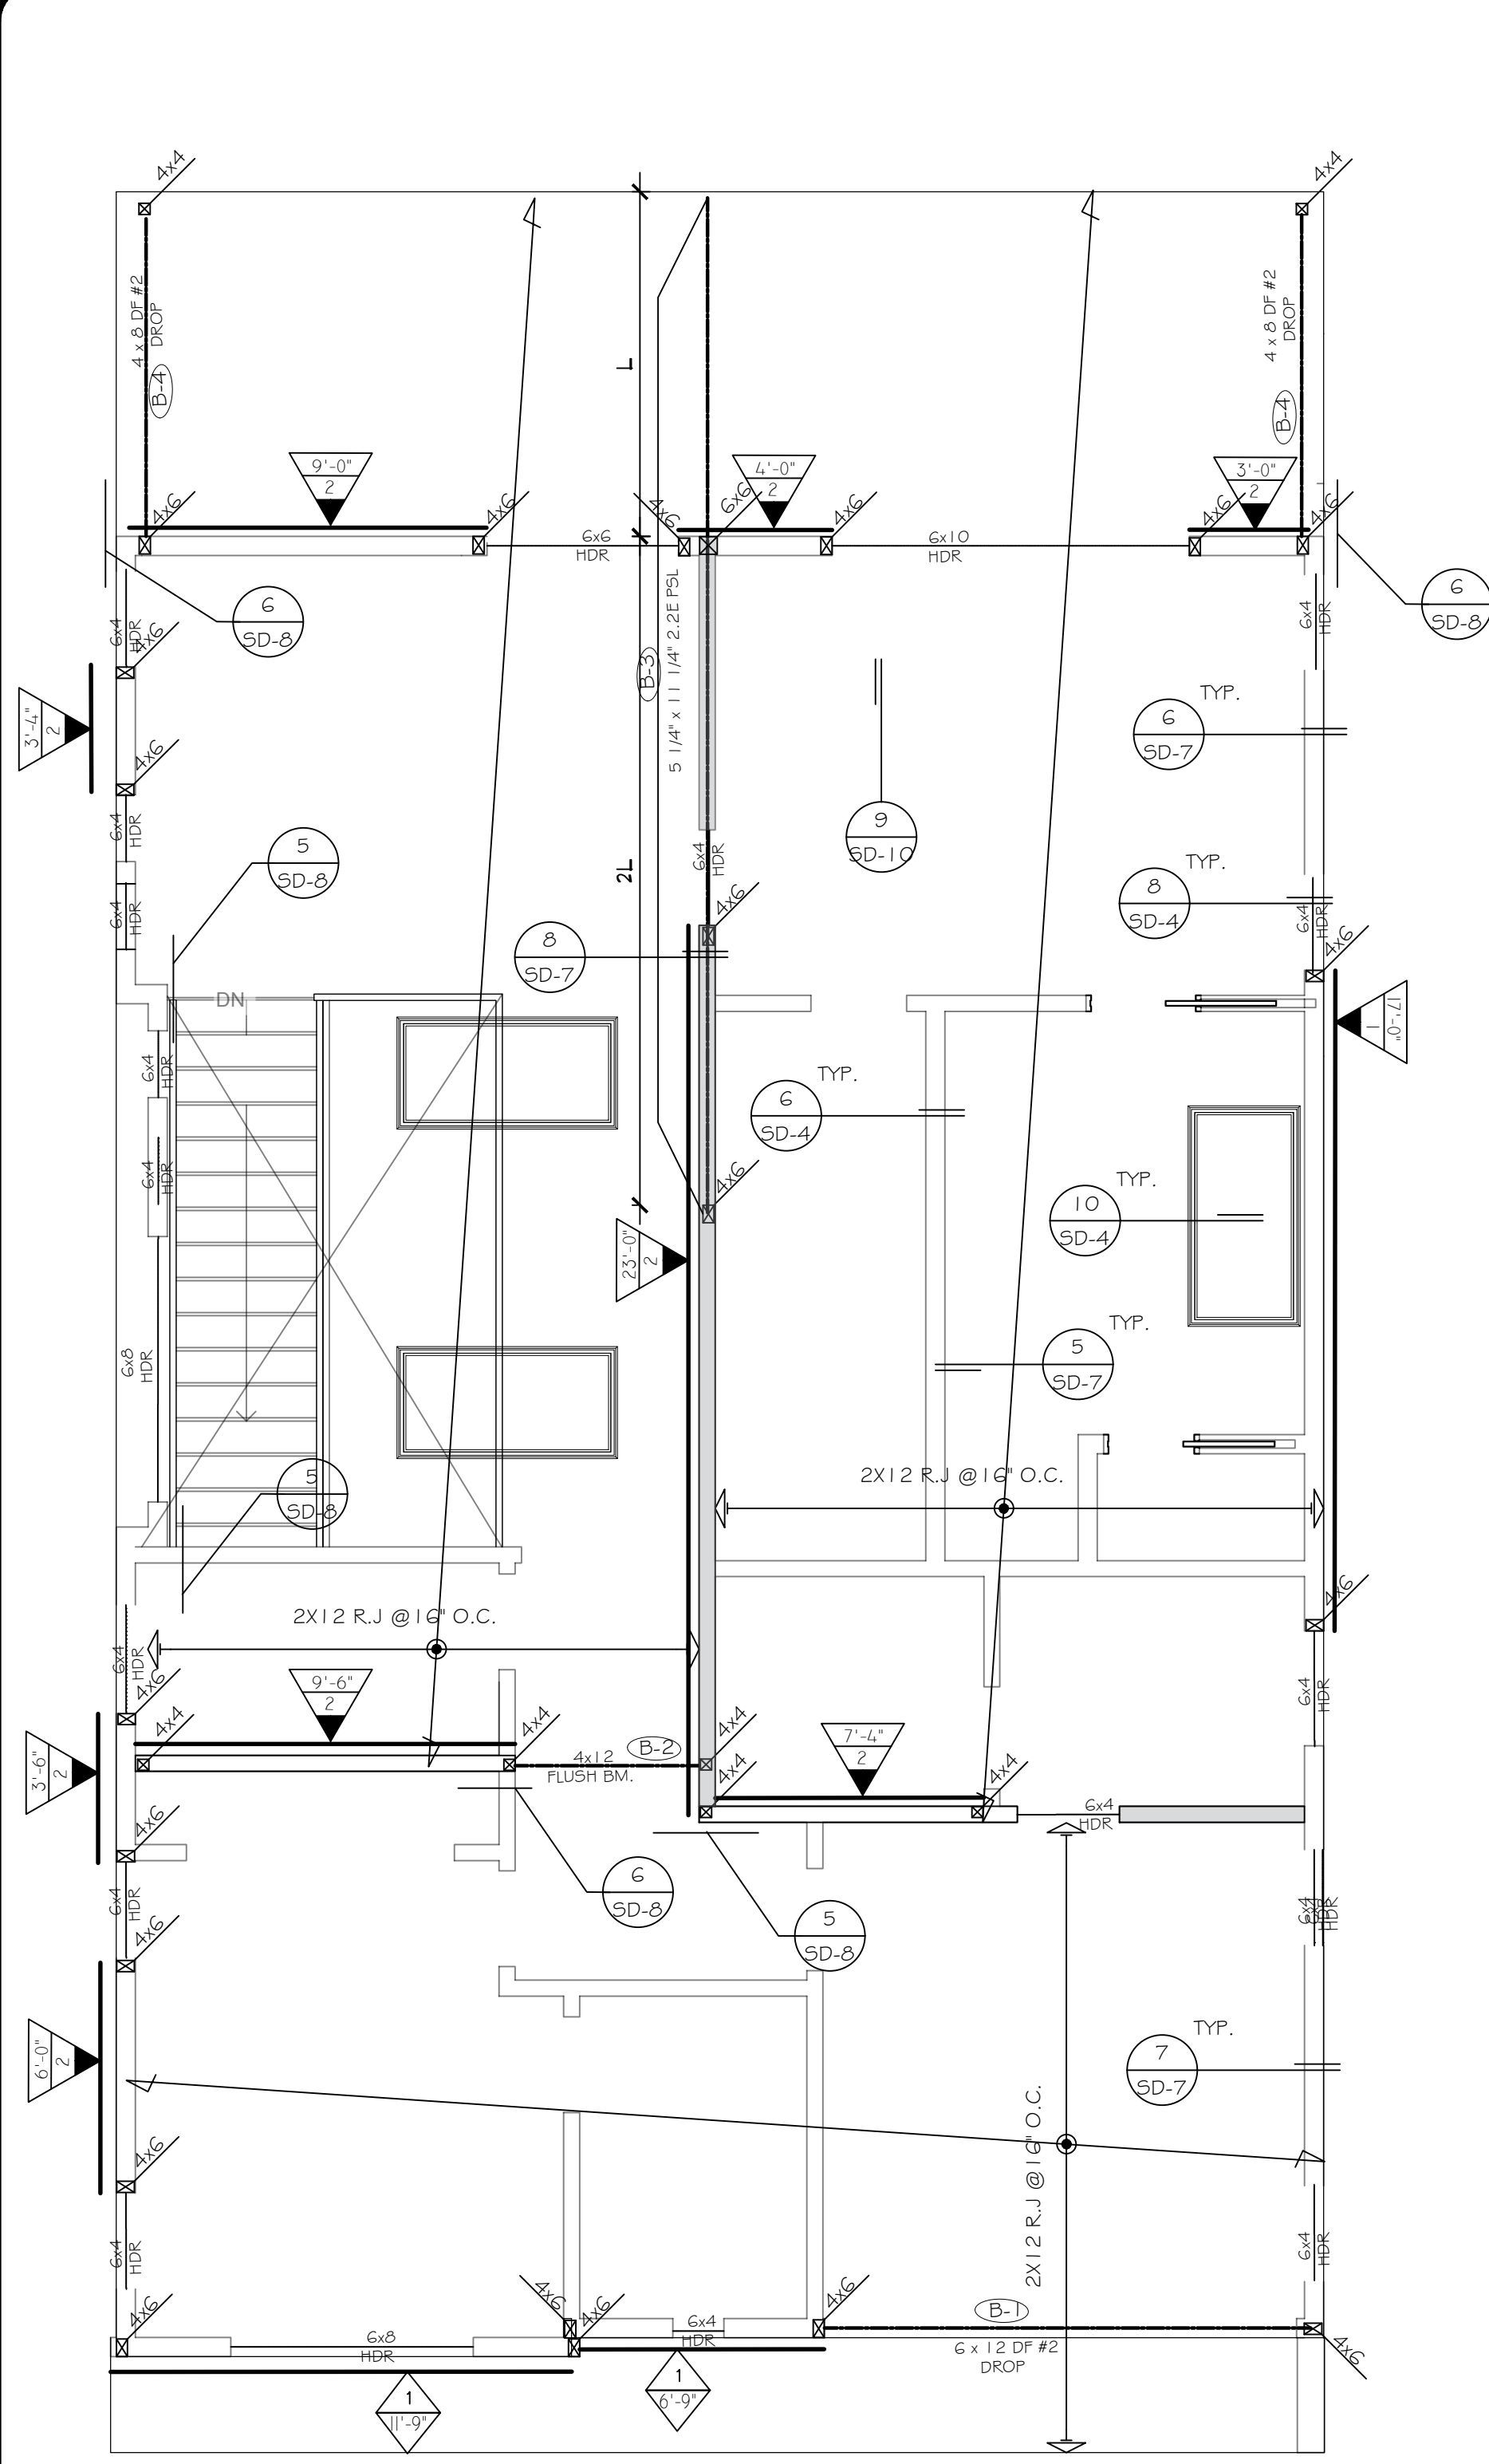 4x4
4x4
4 x 8 DF #2
DROP
B-4
4 x 8 DF #2
DROP
B-4
L
9'-0"
2
4'-0"
2
3'-0"
2
4x6
4x6
4x6
6x6
4x6
4x6
4x6
6x6
HDR
6x10
HDR
6
SD-8
6
SD-8
6x4
HDR
4x6
6x4
HDR
3'-4"
2
B-3
5 1/4" x 11 1/4" 2.2E PSL
TYP.
6
SD-7
4x6
6x4
HDR
9
SD-10
5
SD-8
2L
6x4
HDR
TYP.
8
SD-4
6x4
HDR
6x4
HDR
4x6
8
SD-7
4x6
DN
17'-0"
1
6x4
HDR
TYP.
6
SD-4
6x4
HDR
4x6
TYP.
10
SD-4
23'-0"
2
6x8
HDR
TYP.
5
SD-7
5
SD-8
2X12 R.J @16" O.C.
2X12 R.J @16" O.C.
4x6
6x4
HDR
4x6
9'-6"
2
6x4
HDR
4x4
4x4
4x12
FLUSH BM.
B-2
4x4
7'-4"
2
3'-6"
2
4x4
4x4
6x4
HDR
4x6
6x4
HDR
6
SD-8
6x4
HDR
5
SD-8
4x6
6'-0"
2
TYP.
7
SD-7
2X12 R.J @16" O.C.
4x6
6x4
HDR
6x4
HDR
4x6
6x8
HDR
4x6
4x6
6x4
HDR
4x6
B-1
6 x 12 DF #2
DROP
4x6
1
11'-9"
1
6'-9"